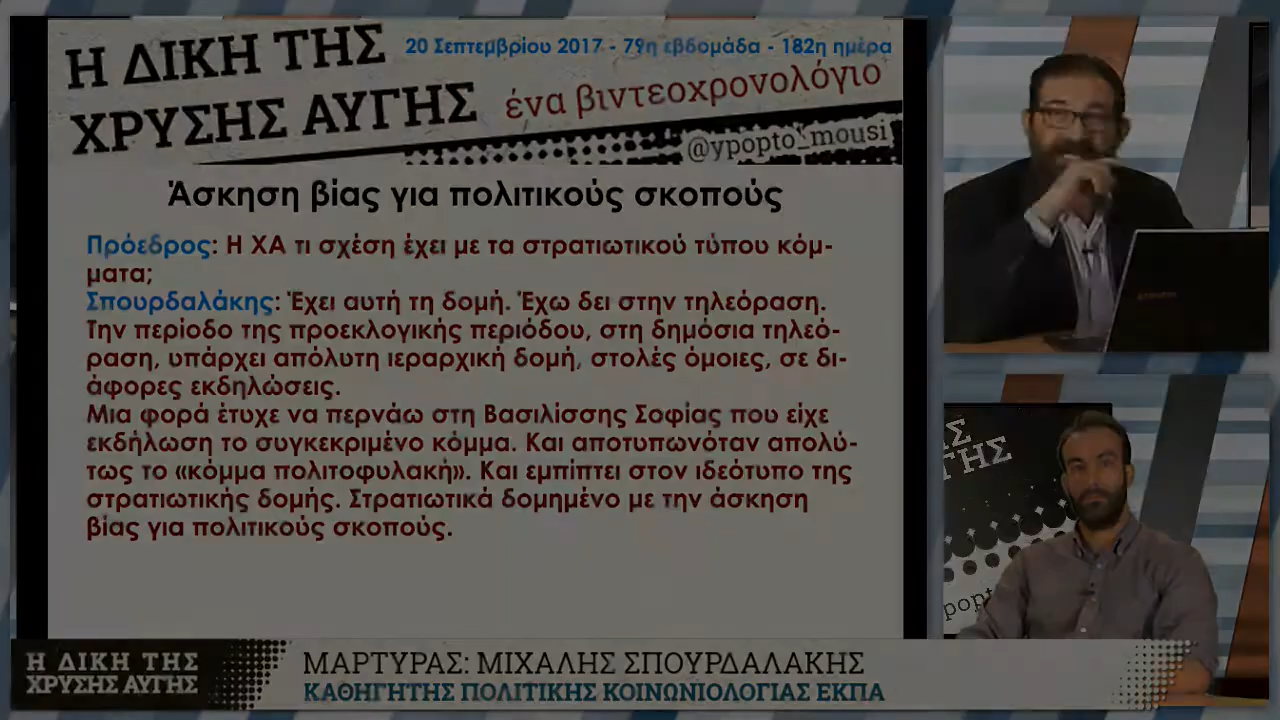 Η ΔΙΚΗ ΤΗΣ
ΧΡΥΣΗΣ ΑΥΓΗΣ
20 Σεπτεμβρίου 2017 - 79η εβδομάδα - 182η ημέρα
ένα βιντεοχρονολόγιο
@ypopto_mousi
Άσκηση βίας για πολιτικούς σκοπούς
Πρόεδρος: Η ΧΑ τι σχέση έχει με τα στρατιωτικού τύπου κόμ-
ματα;
Σπουρδαλάκης: Έχει αυτή τη δομή. Έχω δει στην τηλεόραση.
Την περίοδο της προεκλογικής περιόδου, στη δημόσια τηλεό-
ραση, υπάρχει απόλυτη ιεραρχική δομή, στολές όμοιες, σε δι-
άφορες εκδηλώσεις.
Μια φορά έτυχε να περνάω στη Βασιλίσσης Σοφίας που είχε
εκδήλωση το συγκεκριμένο κόμμα. Και αποτυπωνόταν απολύ-
τως το «κόμμα πολιτοφυλακή». Και εμπίπτει στον ιδεότυπο της
στρατιωτικής δομής. Στρατιωτικά δομημένο με την άσκηση
βίας για πολιτικούς σκοπούς.
Η ΔΙΚΗ ΤΗΣ
ΧΡΥΣΗΣ ΑΥΓΗΣ
ΜΑΡΤΥΡΑΣ: ΜΙΧΑΛΗΣ ΣΠΟΥΡΔΑΛΑΚΗΣ
ΚΑΘΗΓΗΤΗΣ ΠΟΛΙΤΙΚΗΣ ΚΟΙΝΩΝΙΟΛΟΓΙΑΣ ΕΚΠΑ